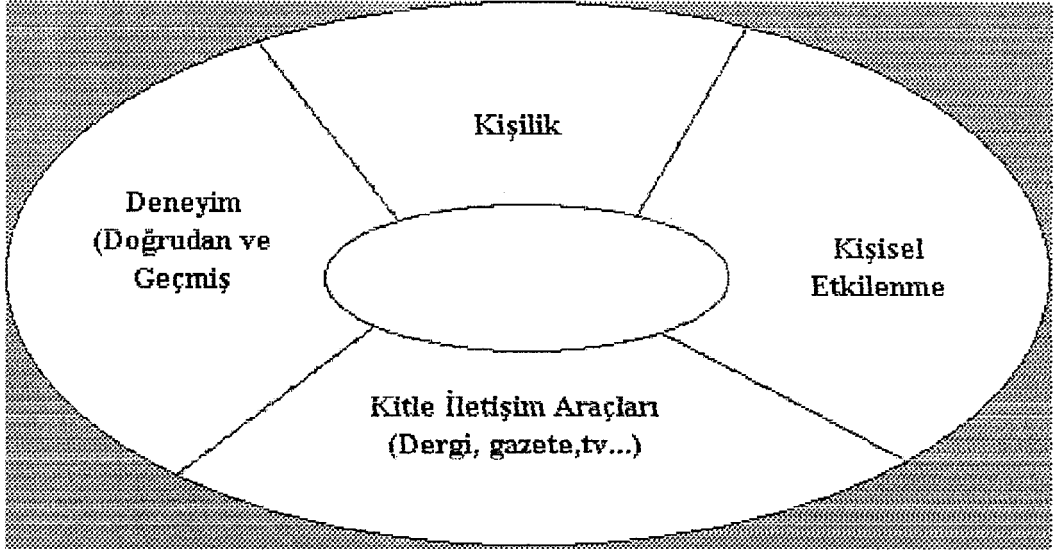 Kişilik
Deneyim
(Doğrudan ve
Geçmiş
Kişisel
Etkilenme
Kitle İletişim Araçları
(Dergi, gazete,tv...)